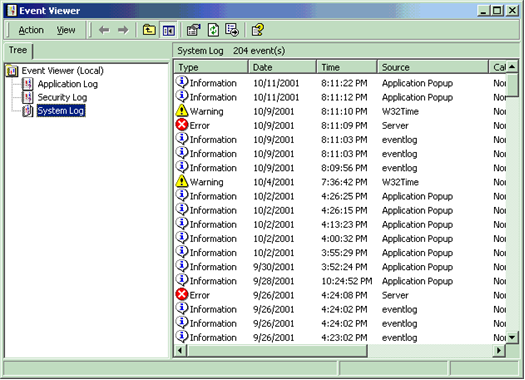 Event Viewer
Action View
Tree
System Log 204 event(s)
Event Viewer (Local)
Application Log
Security Log
System Log
Type Date Time Source Cat
Information 10/11/2001 8:11:22 PM Application Popup Nor
Information 10/11/2001 8:11:12 PM Application Popup Nor
Warning 10/9/2001 8:11:10 PM W32Time Nor
Error 10/9/2001 8:11:09 PM Server Nor
Information 10/9/2001 8:11:03 PM eventlog Nor
Information 10/9/2001 8:11:03 PM eventlog Nor
Information 10/9/2001 8:09:56 PM eventlog Nor
Warning 10/4/2001 7:36:42 PM W32Time Nor
Information 10/2/2001 4:26:25 PM Application Popup Nor
Information 10/2/2001 4:26:15 PM Application Popup Nor
Information 10/2/2001 4:13:23 PM Application Popup Nor
Information 10/2/2001 4:00:32 PM Application Popup Nor
Information 10/2/2001 3:55:29 PM Application Popup Nor
Information 9/30/2001 3:52:24 PM Application Popup Nor
Information 9/28/2001 10:24:52 PM Application Popup Nor
Error 9/26/2001 4:24:08 PM Server Nor
Information 9/26/2001 4:24:02 PM eventlog Nor
Information 9/26/2001 4:24:02 PM eventlog Nor
Information 9/26/2001 4:23:02 PM eventlog Nor